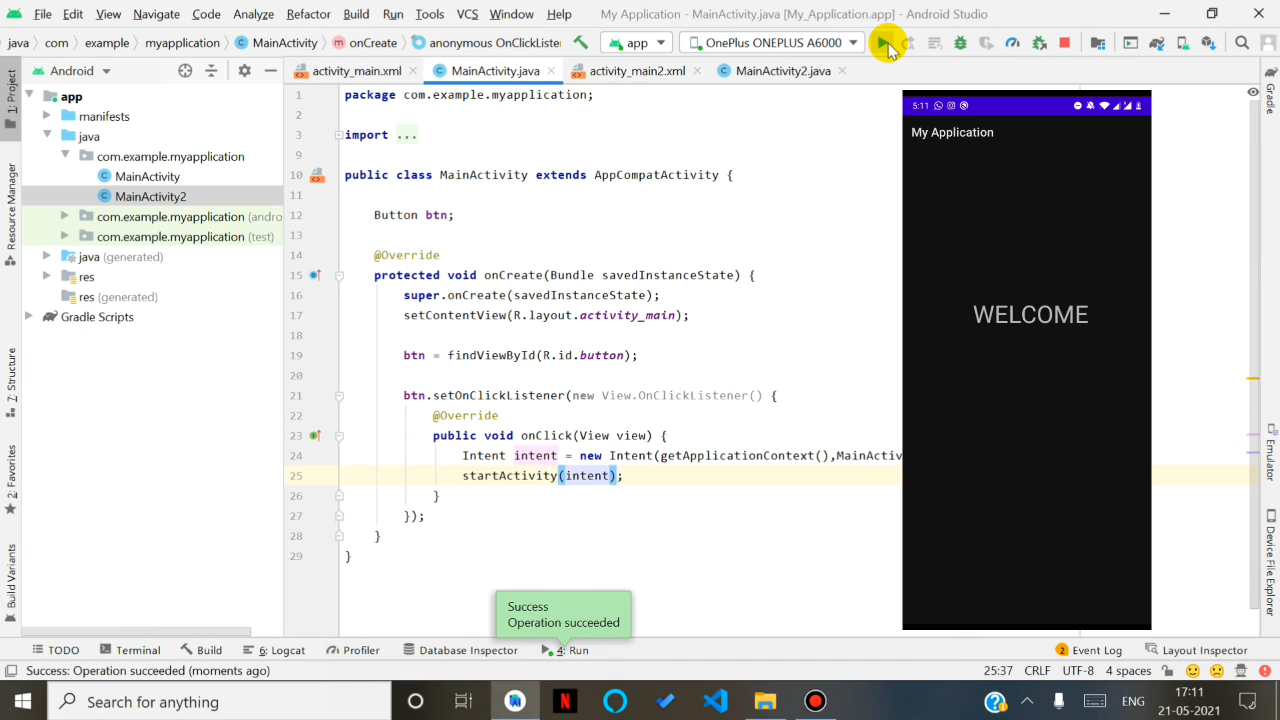 File Edit View Navigate Code Analyze Refactor Build Run Tools VCS Window Help My Application - MainActivity.java [My_Application.app] - Android Studio
java com example myapplication MainActivity onCreate anonymous OnClickListe app OnePlus ONEPLUS A6000
Android activity_main.xml MainActivity.java activity_main2.xml MainActivity2.java
1: Project
Resource Manager
Z: Structure
2: Favorites
Build Variants
app
manifests
java
com.example.myapplication
MainActivity
MainActivity2
com.example.myapplication (andro
com.example.myapplication (test)
java (generated)
res
res (generated)
Gradle Scripts
1 package com.example.myapplication;
2
3 import ...
9
10 public class MainActivity extends AppCompatActivity {
11
12 Button btn;
13
14 @Override
15 protected void onCreate(Bundle savedInstanceState) {
16 super.onCreate(savedInstanceState);
17 setContentView(R.layout.activity_main);
18
19 btn = findViewById(R.id.button);
20
21 btn.setOnClickListener(new View.OnClickListener() {
22 @Override
23 public void onClick(View view) {
24 Intent intent = new Intent(getApplicationContext(),MainActiv
25 startActivity(intent);
26 }
27 });
28 }
29 }
5:11
My Application
WELCOME
Gradle
Emulator
Device File Explorer
Success
Operation succeeded
TODO Terminal Build 6: Logcat Profiler Database Inspector 4: Run 2 Event Log Layout Inspector
Success: Operation succeeded (moments ago) 25:37 CRLF UTF-8 4 spaces
Search for anything ENG 17:11
21-05-2021